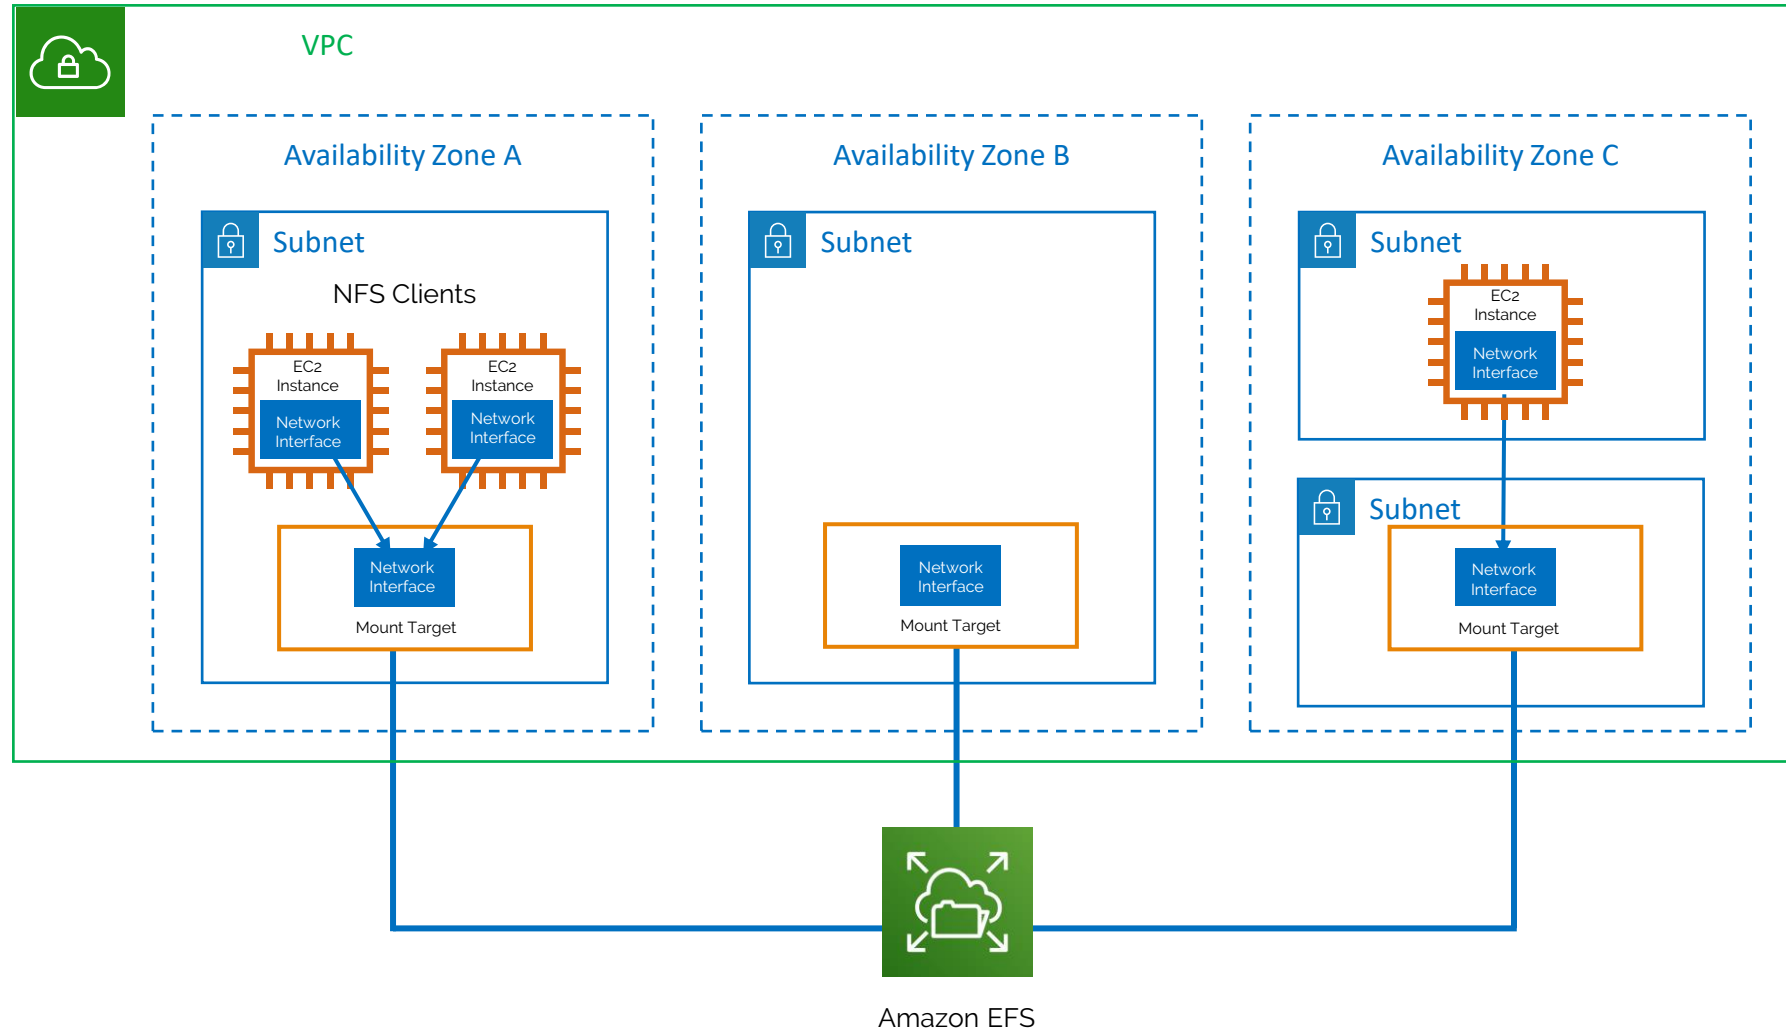 VPC
Availability Zone A
Subnet
NFS Clients
EC2
Instance
Network
Interface
EC2
Instance
Network
Interface
Network
Interface
Mount Target
Availability Zone B
Subnet
Network
Interface
Mount Target
Availability Zone C
Subnet
EC2
Instance
Network
Interface
Subnet
Network
Interface
Mount Target
Amazon EFS